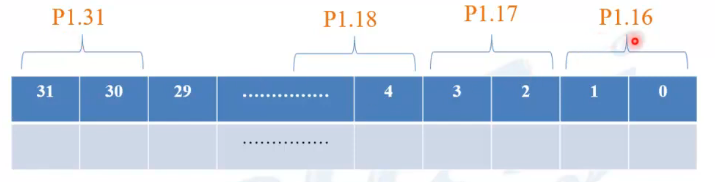 P1.31 P1.18 P1.17 P1.16
31 30 29 ............... 4 3 2 1 0
...............